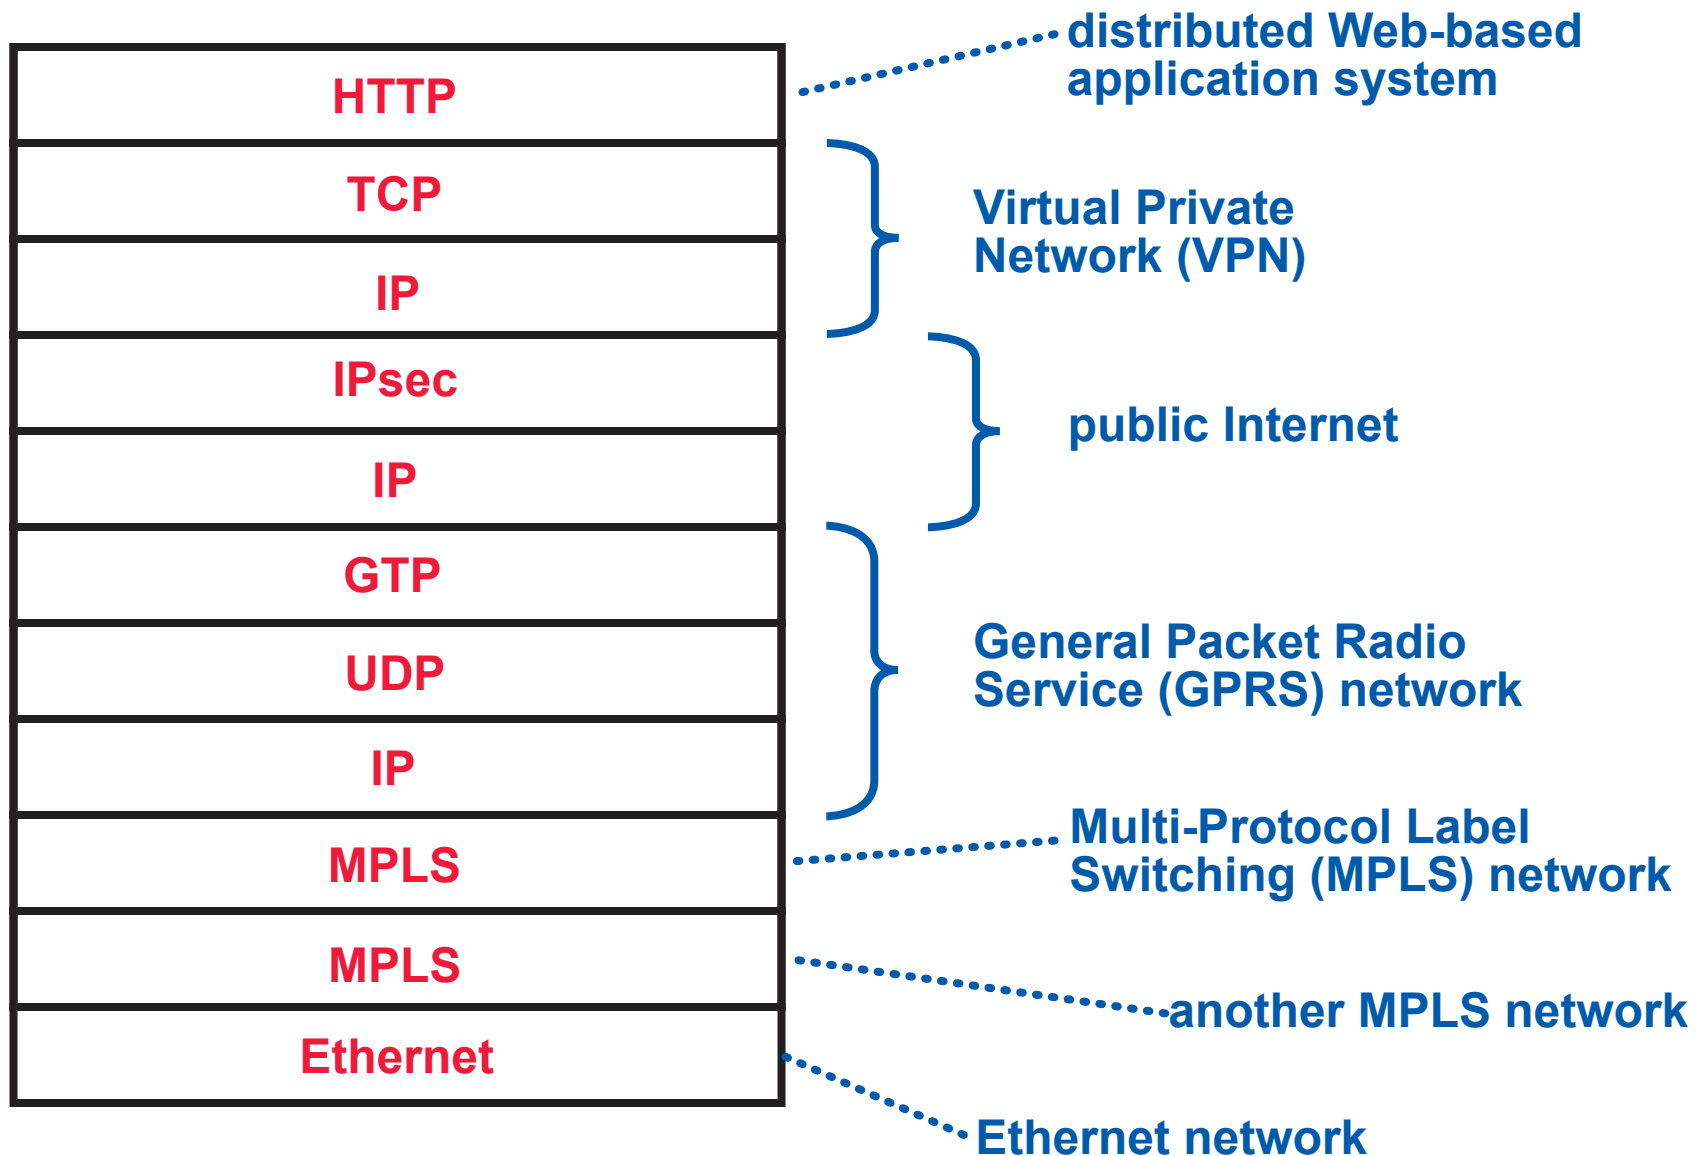 HTTP
distributed Web-based
application system
TCP
IP
Virtual Private
Network (VPN)
IPsec
IP
public Internet
GTP
UDP
IP
General Packet Radio
Service (GPRS) network
MPLS
Multi-Protocol Label
Switching (MPLS) network
MPLS
another MPLS network
Ethernet
Ethernet network